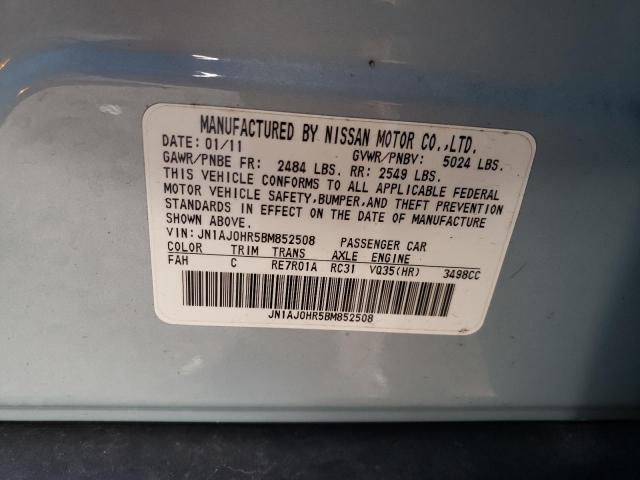 MANUFACTURED BY NISSAN MOTOR CO.,LTD.
DATE: 01/11 GVWR/PNBV: 5024 LBS.
GAWR/PNBE FR: 2484 LBS. RR: 2549 LBS.
THIS VEHICLE CONFORMS TO ALL APPLICABLE FEDERAL
MOTOR VEHICLE SAFETY,BUMPER,AND THEFT PREVENTION
STANDARDS IN EFFECT ON THE DATE OF MANUFACTURE
SHOWN ABOVE.
VIN: JN1AJ0HR5BM852508 PASSENGER CAR
COLOR TRIM TRANS AXLE ENGINE
FAH C RE7R01A RC31 VQ35(HR) 3498CC
JN1AJ0HR5BM852508